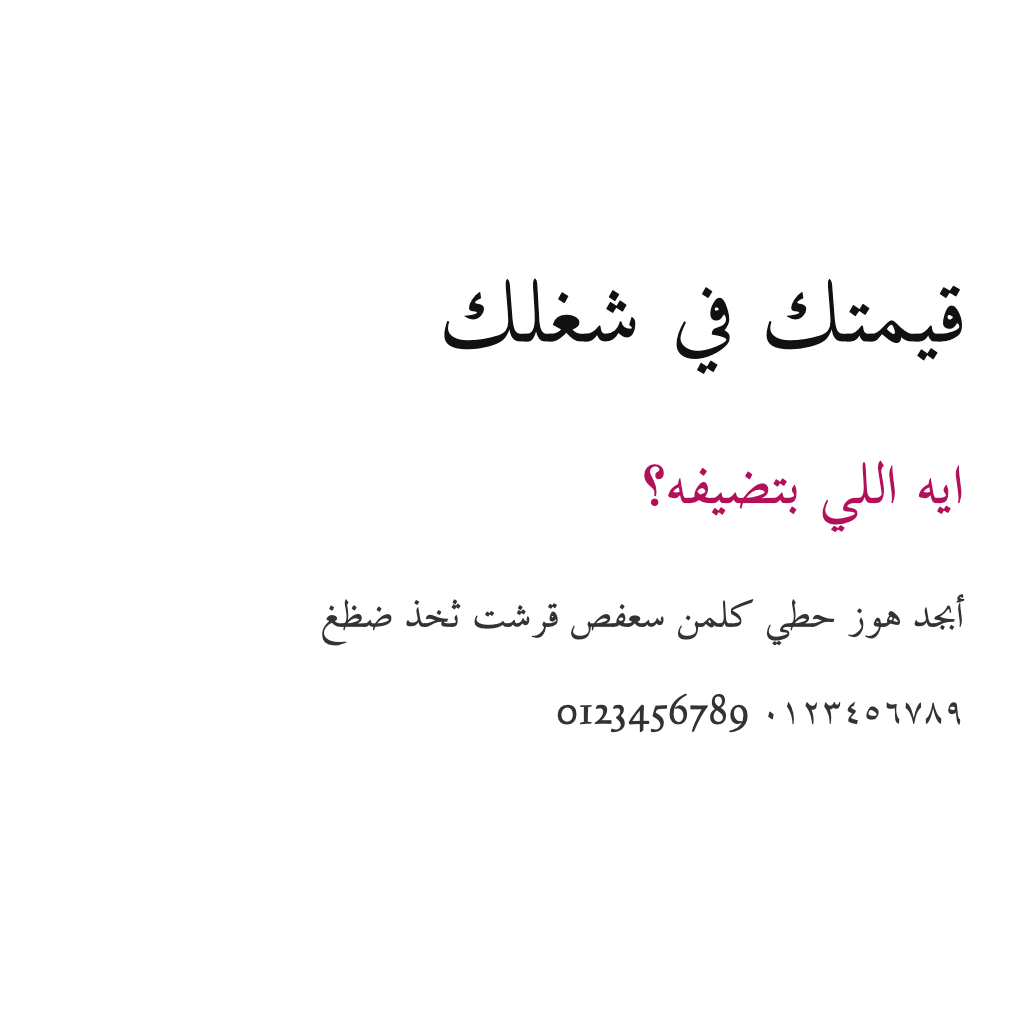 قيمتك في شغلك
ايه اللي بتضيفه؟
أبجد هوز حطي كلمن سعفص قرشت ثخذ ضظغ
٠١٢٣٤٥٦٧٨٩ 0123456789